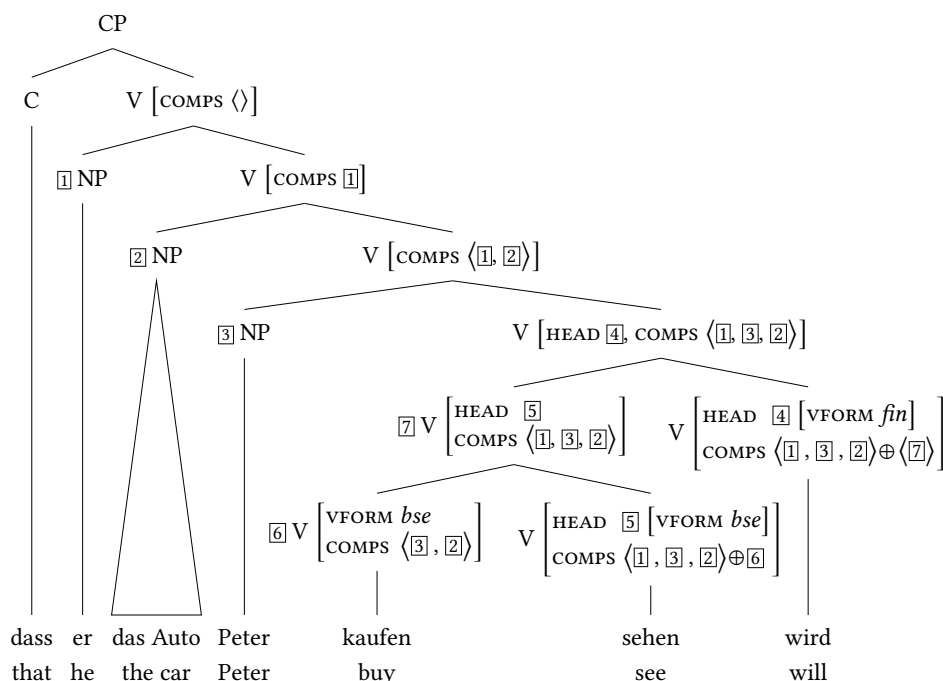 CP
C V [COMPS ⟨⟩]
1 NP V [COMPS 1]
2 NP V [COMPS ⟨1, 2⟩]
3 NP V [HEAD 4, COMPS ⟨1, 3, 2⟩]
7 V [HEAD 5 V [HEAD 4 [VFORM fin]
COMPS ⟨1, 3, 2⟩] COMPS ⟨1 , 3 , 2⟩⊕⟨7⟩]
6 V [VFORM bse V [HEAD 5 [VFORM bse]
COMPS ⟨3 , 2⟩] COMPS ⟨1 , 3 , 2⟩⊕6]
dass er das Auto Peter kaufen sehen wird
that he the car Peter buy see will